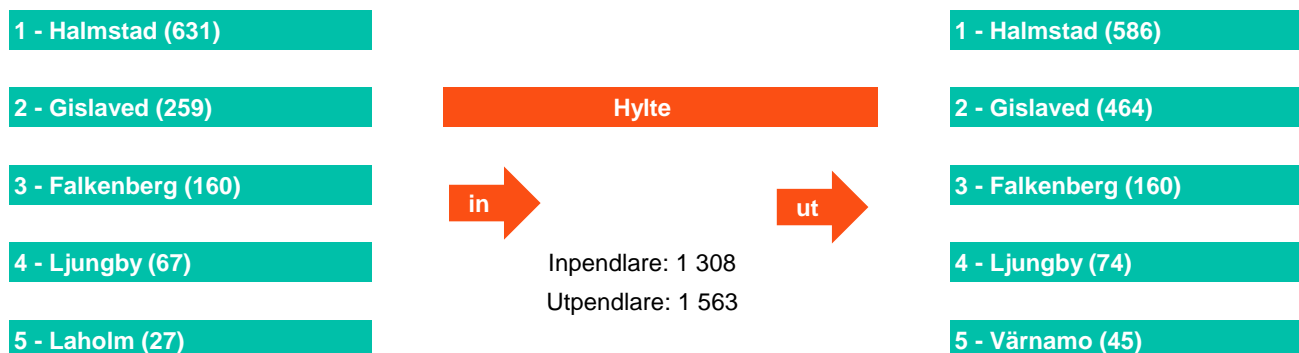 1 - Halmstad (631)
2 - Gislaved (259)
3 - Falkenberg (160)
4 - Ljungby (67)
5 - Laholm (27)
Hylte
in
ut
Inpendlare: 1 308
Utpendlare: 1 563
1 - Halmstad (586)
2 - Gislaved (464)
3 - Falkenberg (160)
4 - Ljungby (74)
5 - Värnamo (45)